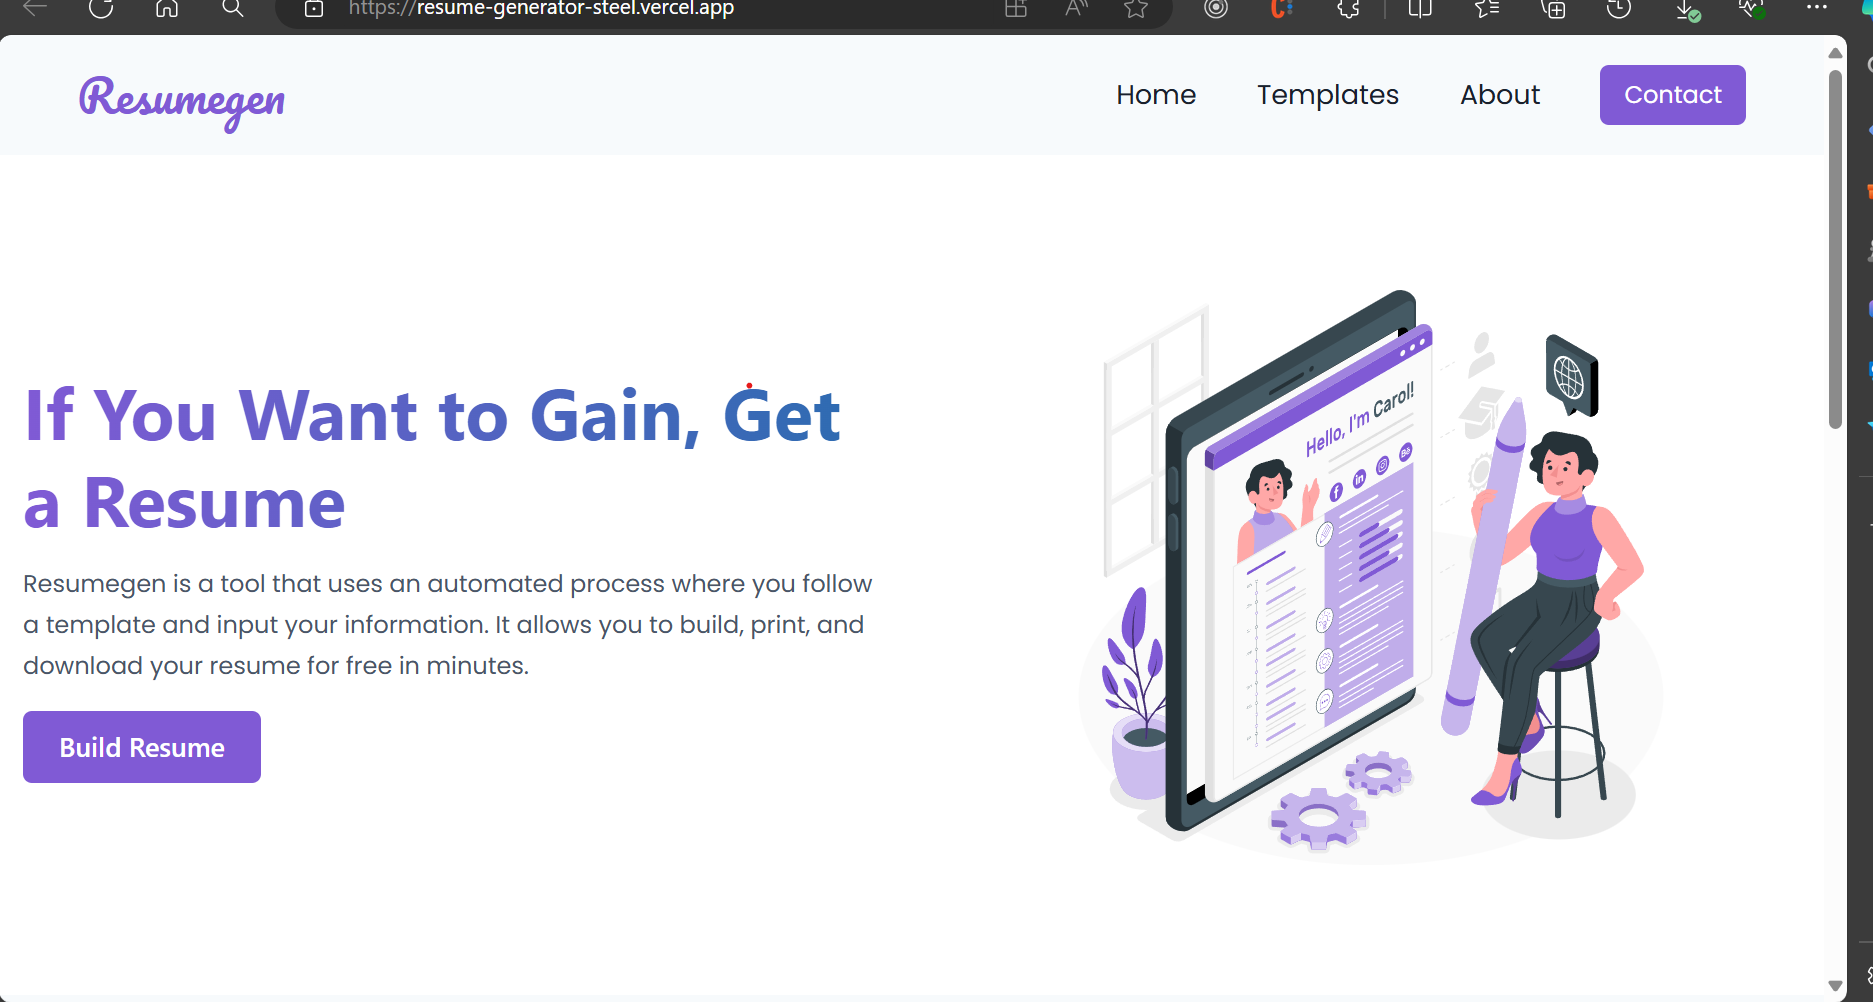 https://resume-generator-steel.vercel.app
Resumegen
Home
Templates
About
Contact
If You Want to Gain, Get
a Resume
Resumegen is a tool that uses an automated process where you follow
a template and input your information. It allows you to build, print, and
download your resume for free in minutes.
Build Resume
Hello, I'm Carol!
f
in
Bē